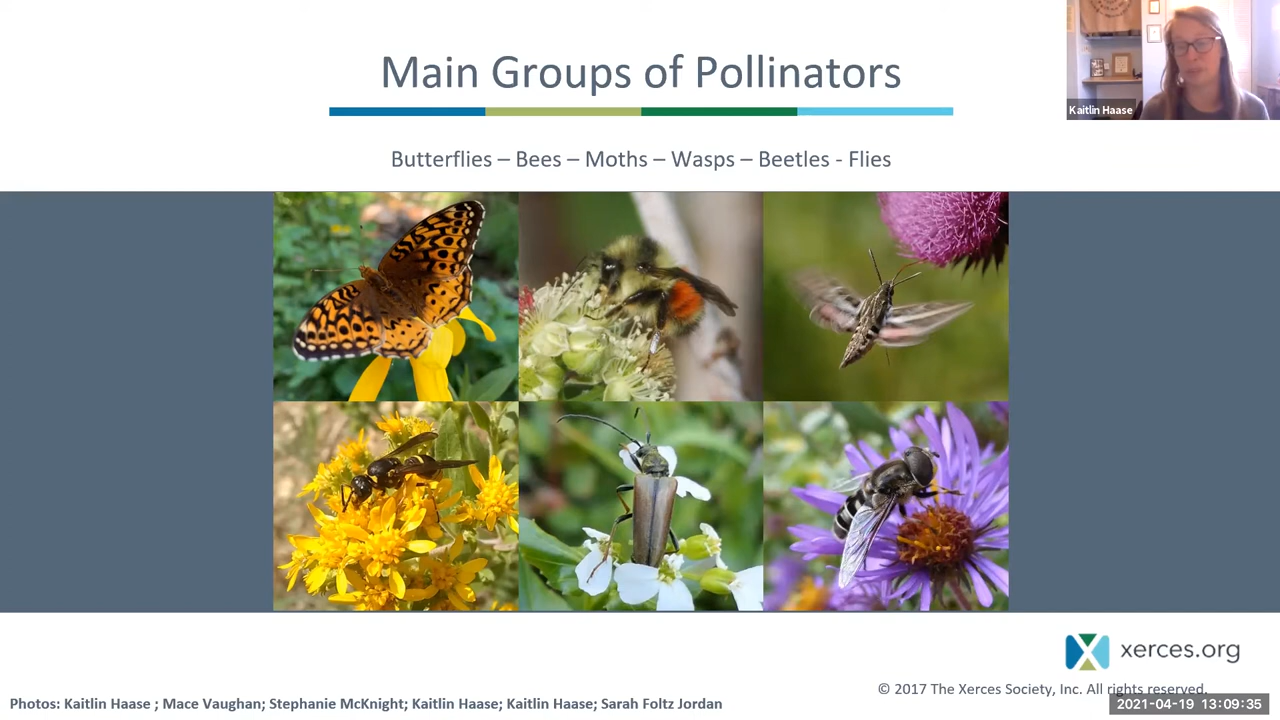 Main Groups of Pollinators
Kaitlin Haase
Butterflies – Bees – Moths – Wasps – Beetles - Flies
xerces.org
© 2017 The Xerces Society, Inc. All rights reserved.
Photos: Kaitlin Haase ; Mace Vaughan; Stephanie McKnight; Kaitlin Haase; Kaitlin Haase; Sarah Foltz Jordan
2021-04-19 13:09:35